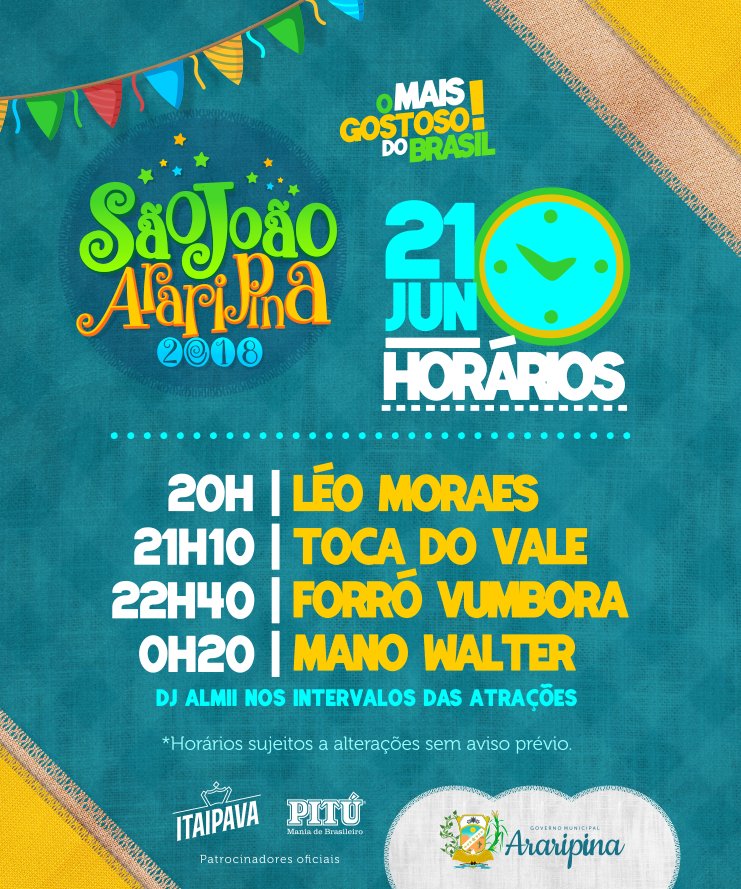 O MAIS
GOSTOSO!
DO BRASIL
São João
Araripina
2018
21
JUN
HORÁRIOS
20H | LÉO MORAES
21H10 | TOCA DO VALE
22H40 | FORRÓ VUMBORA
0H20 | MANO WALTER
DJ ALMII NOS INTERVALOS DAS ATRAÇÕES
*Horários sujeitos a alterações sem aviso prévio.
ITAIPAVA
PITÚ
Mania de Brasileiro
Patrocinadores oficiais
GOVERNO MUNICIPAL
Araripina